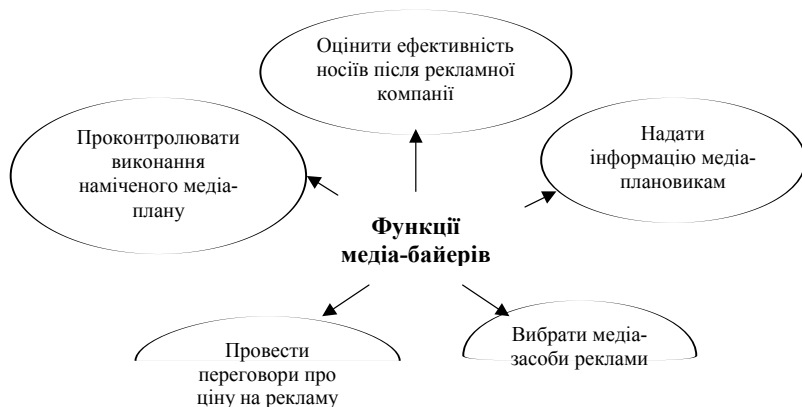 Оцінити ефективність
носіїв після рекламної
компанії
Проконтролювати
виконання
наміченого медіа-
плану
Надати
інформацію медіа-
плановикам
Функції
медіа-байерів
Провести
переговори про
ціну на рекламу
Вибрати медіа-
засоби реклами